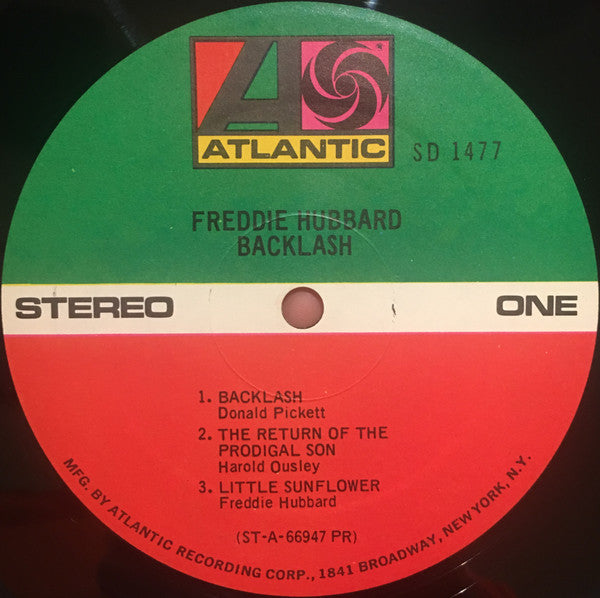 ATLANTIC
SD 1477
FREDDIE HUBBARD
BACKLASH
STEREO
ONE
1. BACKLASH
Donald Pickett
2. THE RETURN OF THE
PRODIGAL SON
Harold Ousley
3. LITTLE SUNFLOWER
Freddie Hubbard
(ST-A-66947 PR)
MFG. BY ATLANTIC RECORDING CORP., 1841 BROADWAY, NEW YORK, N.Y.